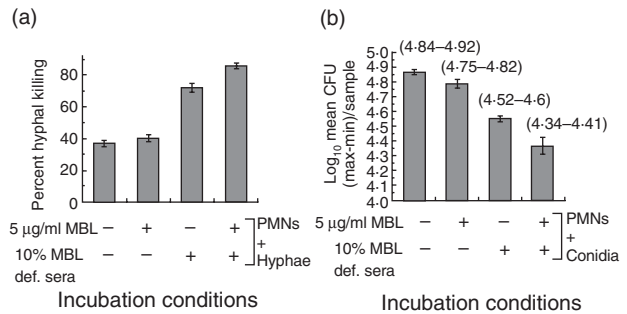 (a)
Percent hyphal killing
80
60
40
20
0
5 μg/ml MBL – + – +
10% MBL – – + +
def. sera
PMNs
+
Hyphae
Incubation conditions
(b)
Log10 mean CFU
(max-min)/sample
5·0
4·9
4·8
4·7
4·6
4·5
4·4
4·3
4·2
4·1
4·0
(4·84–4·92)
(4·75–4·82)
(4·52–4·6)
(4·34–4·41)
5 μg/ml MBL – + – +
10% MBL – – + +
def. sera
PMNs
+
Conidia
Incubation conditions